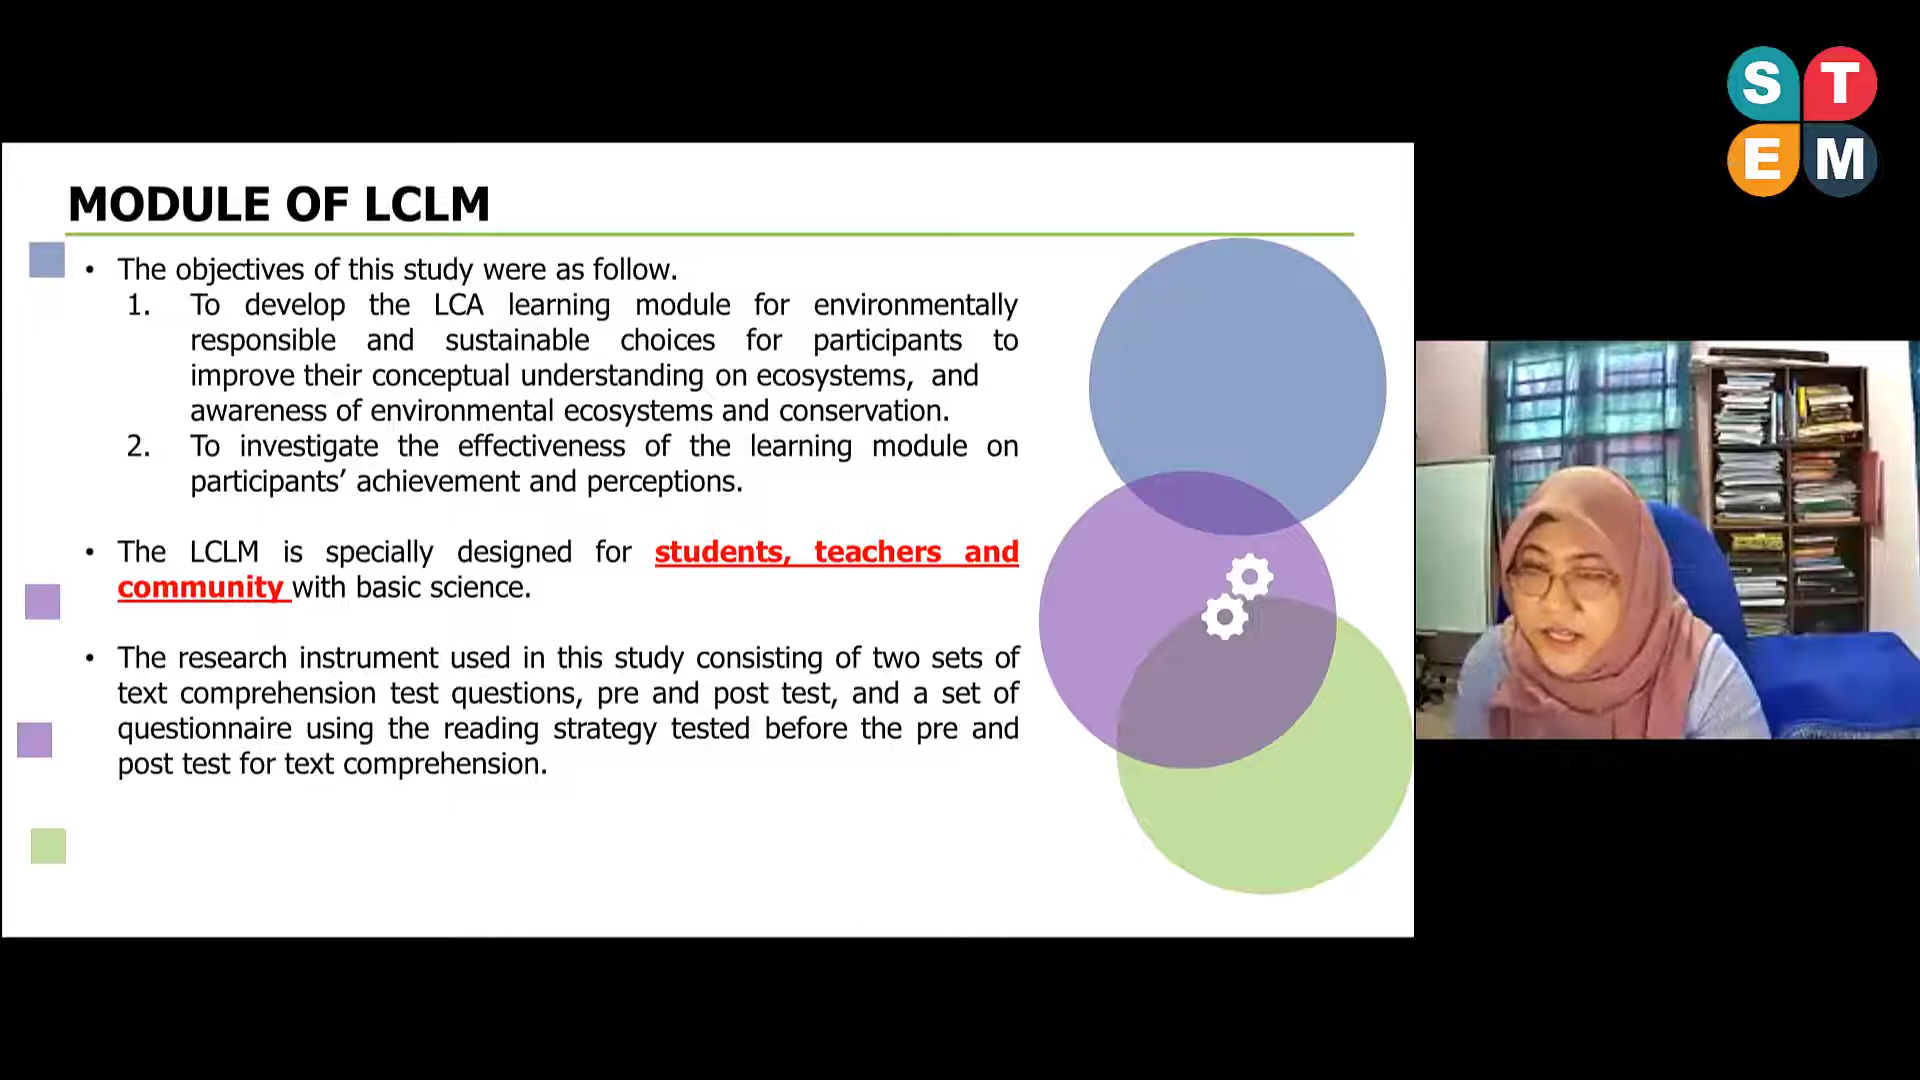 MODULE OF LCLM
• The objectives of this study were as follow.
1. To develop the LCA learning module for environmentally
responsible and sustainable choices for participants to
improve their conceptual understanding on ecosystems, and
awareness of environmental ecosystems and conservation.
2. To investigate the effectiveness of the learning module on
participants’ achievement and perceptions.
• The LCLM is specially designed for students, teachers and
community with basic science.
• The research instrument used in this study consisting of two sets of
text comprehension test questions, pre and post test, and a set of
questionnaire using the reading strategy tested before the pre and
post test for text comprehension.
S T
E M